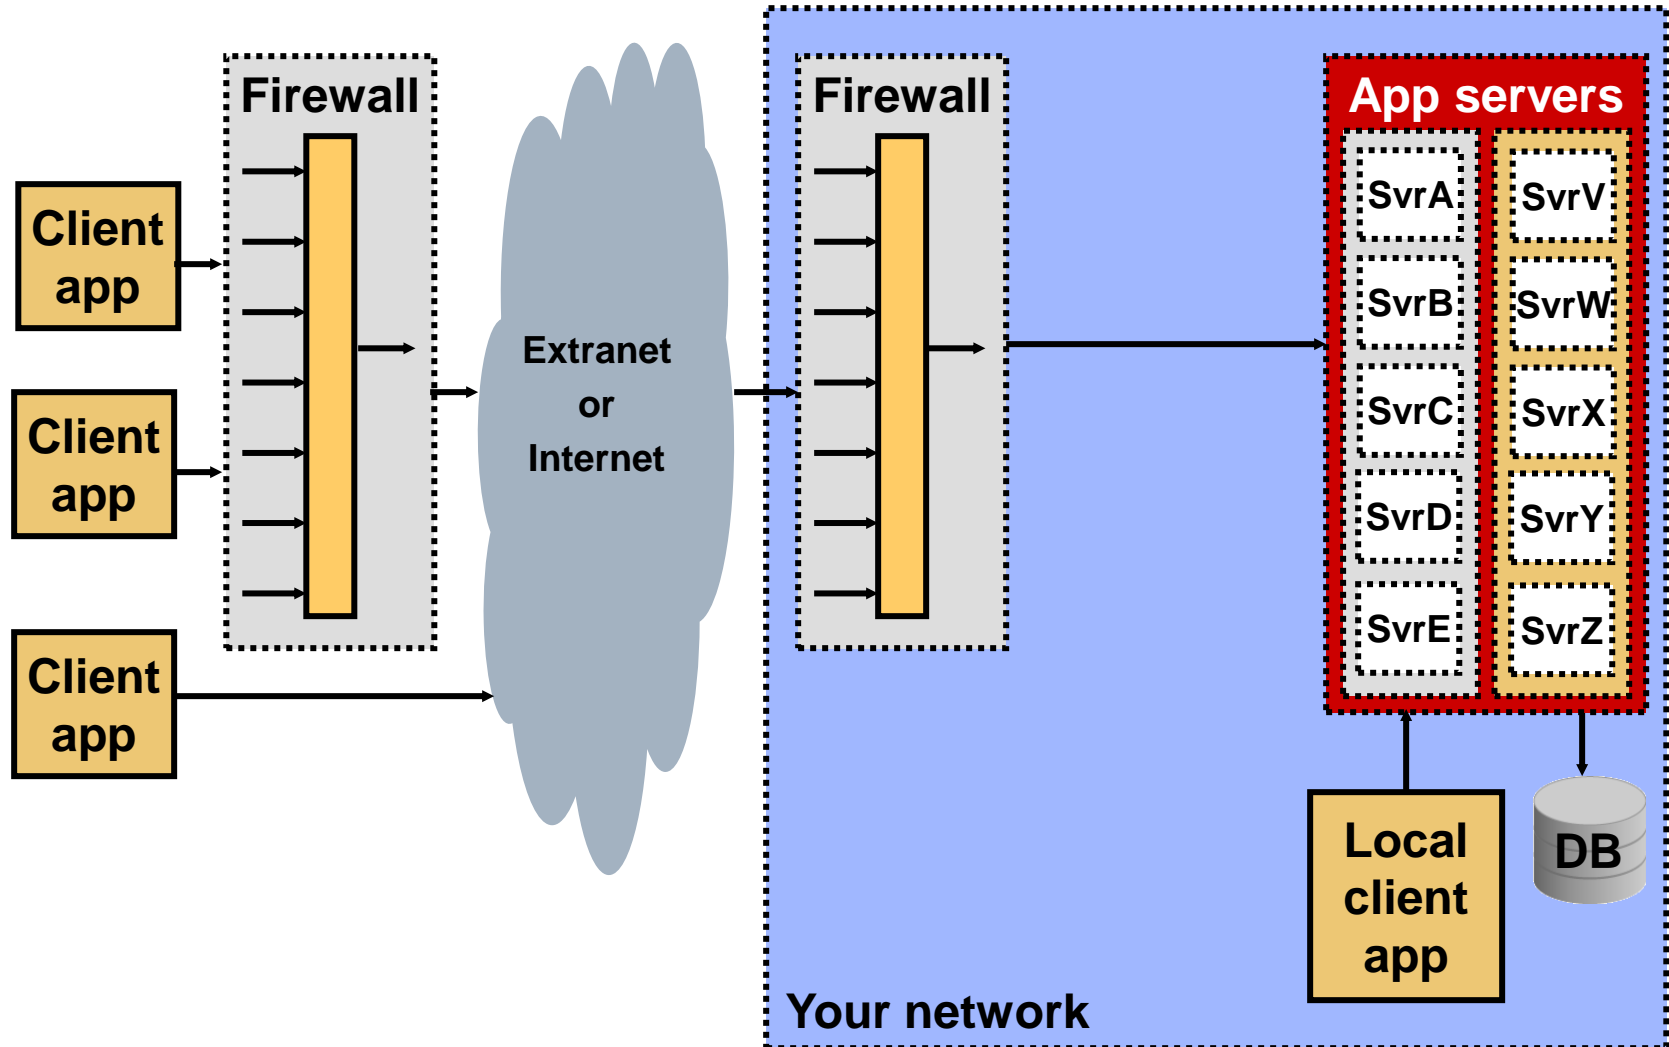 Firewall
Client
app
Client
app
Client
app
Extranet
or
Internet
Firewall
App servers
SvrA
SvrB
SvrC
SvrD
SvrE
SvrV
SvrW
SvrX
SvrY
SvrZ
Local
client
app
DB
Your network